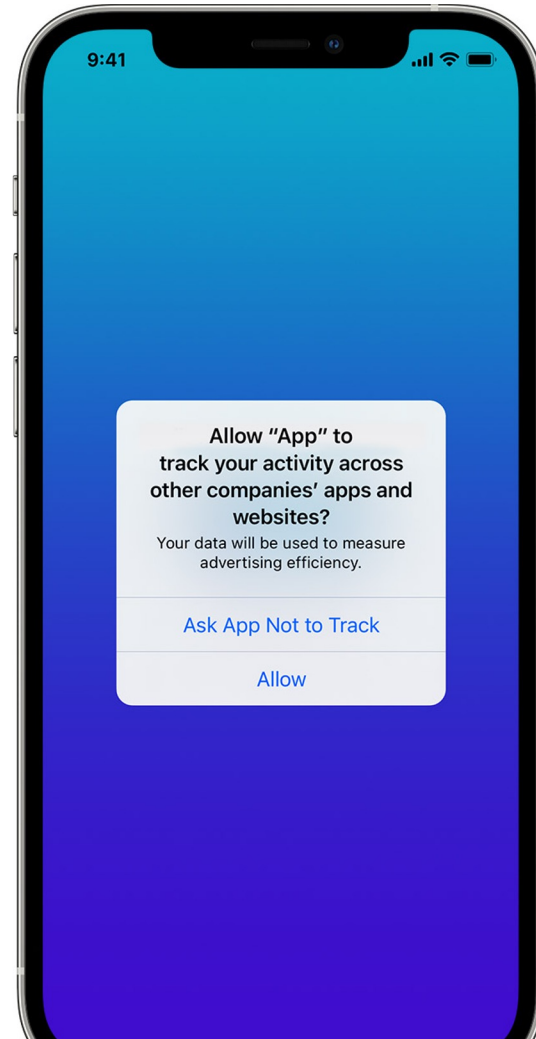 9:41
Allow "App" to
track your activity across
other companies' apps and
websites?
Your data will be used to measure
advertising efficiency.
Ask App Not to Track
Allow